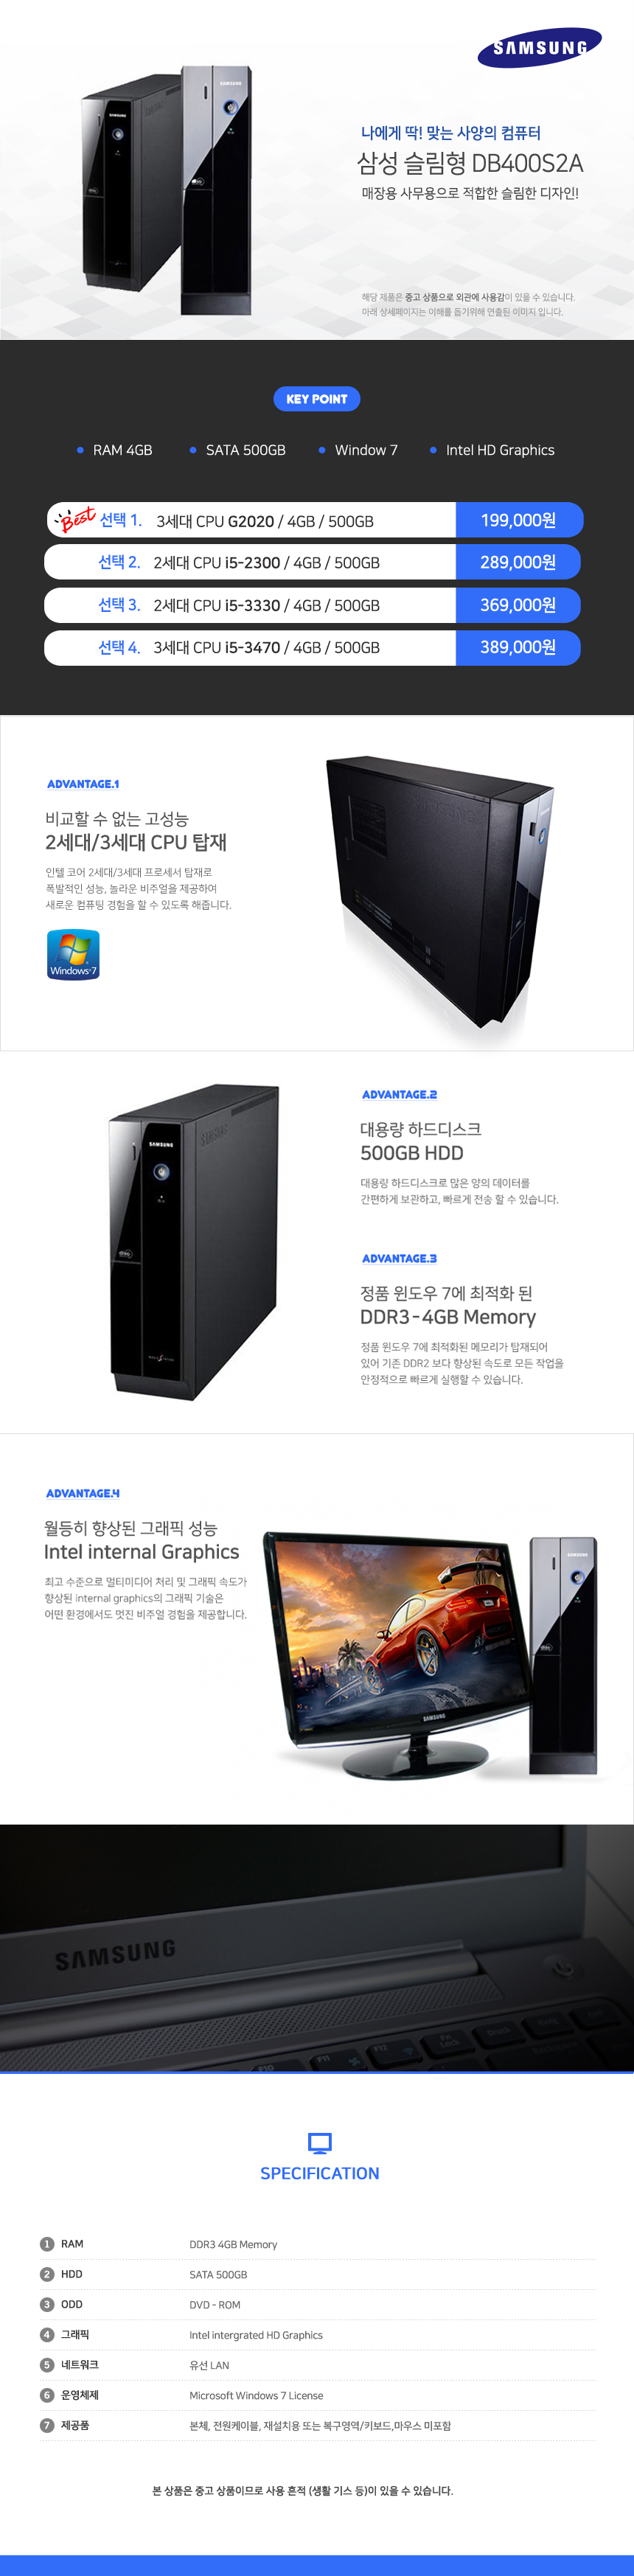 SAMSUNG
나에게 딱! 맞는 사양의 컴퓨터
삼성 슬림형 DB400S2A
매장용 사무용으로 적합한 슬림한 디자인!
해당 제품은 중고 상품으로 외관에 사용감이 있을 수 있습니다.
아래 상세페이지는 이해를 돕기위해 연출된 이미지 입니다.
KEY POINT
RAM 4GB
SATA 500GB
Window 7
Intel HD Graphics
Best 선택 1. 3세대 CPU G2020 / 4GB / 500GB 199,000원
선택 2. 2세대 CPU i5-2300 / 4GB / 500GB 289,000원
선택 3. 2세대 CPU i5-3330 / 4GB / 500GB 369,000원
선택 4. 3세대 CPU i5-3470 / 4GB / 500GB 389,000원
ADVANTAGE.1
비교할 수 없는 고성능
2세대/3세대 CPU 탑재
인텔 코어 2세대/3세대 프로세서 탑재로
폭발적인 성능, 놀라운 비주얼을 제공하여
새로운 컴퓨팅 경험을 할 수 있도록 해줍니다.
Windows 7
SAMSUNG
ADVANTAGE.2
대용량 하드디스크
500GB HDD
대용량 하드디스크로 많은 양의 데이터를
간편하게 보관하고, 빠르게 전송 할 수 있습니다.
ADVANTAGE.3
정품 윈도우 7에 최적화 된
DDR3-4GB Memory
정품 윈도우 7에 최적화된 메모리가 탑재되어
있어 기존 DDR2 보다 향상된 속도로 모든 작업을
안정적으로 빠르게 실행할 수 있습니다.
ADVANTAGE.4
월등히 향상된 그래픽 성능
Intel internal Graphics
최고 수준으로 멀티미디어 처리 및 그래픽 속도가
향상된 internal graphics의 그래픽 기술은
어떤 환경에서도 멋진 비주얼 경험을 제공합니다.
SAMSUNG
SAMSUNG
SAMSUNG
F10 F11 F12 Fn Lock
SPECIFICATION
1 RAM DDR3 4GB Memory
2 HDD SATA 500GB
3 ODD DVD - ROM
4 그래픽 Intel intergrated HD Graphics
5 네트워크 유선 LAN
6 운영체제 Microsoft Windows 7 License
7 제공품 본체, 전원케이블, 재설치용 또는 복구영역/키보드,마우스 미포함
본 상품은 중고 상품이므로 사용 흔적 (생활 기스 등)이 있을 수 있습니다.